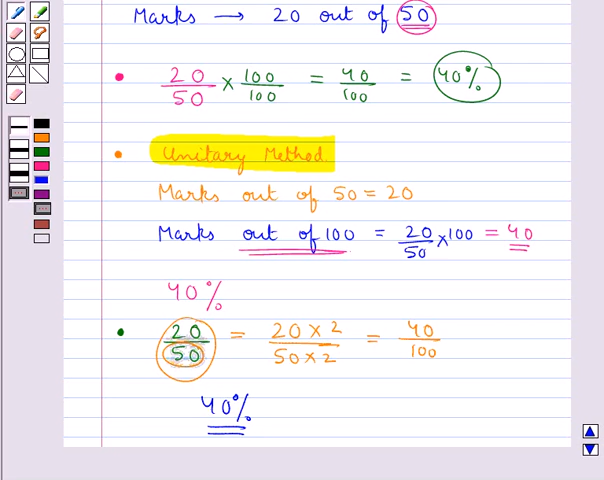 Marks → 20 out of 50
• 20/50 × 100/100 = 40/100 = 40%
• Unitary Method.
Marks out of 50 = 20
Marks out of 100 = 20/50 × 100 = 40
40%
• 20/50 = 20 × 2/50 × 2 = 40/100
40%